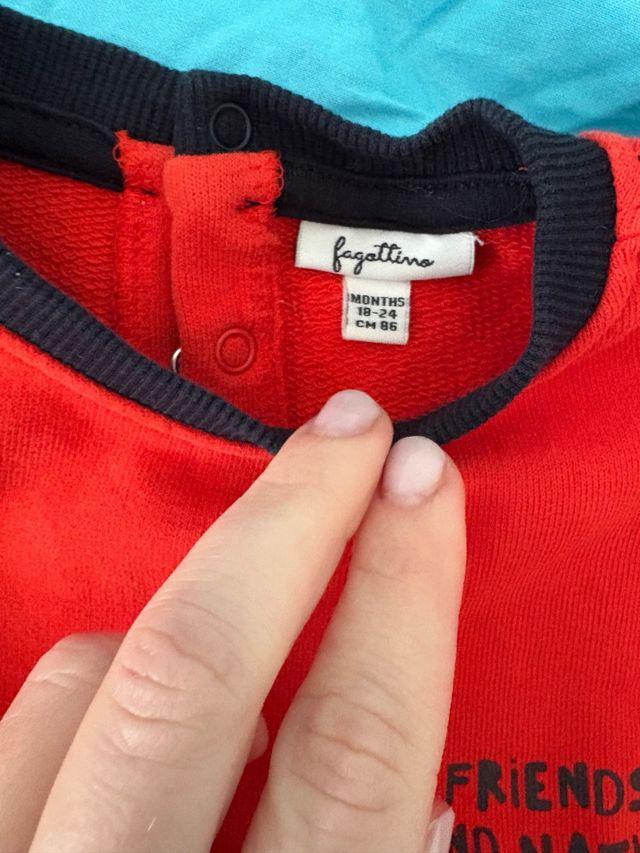 fagottino
MONTHS
18-24
CM 86
FRIENDS